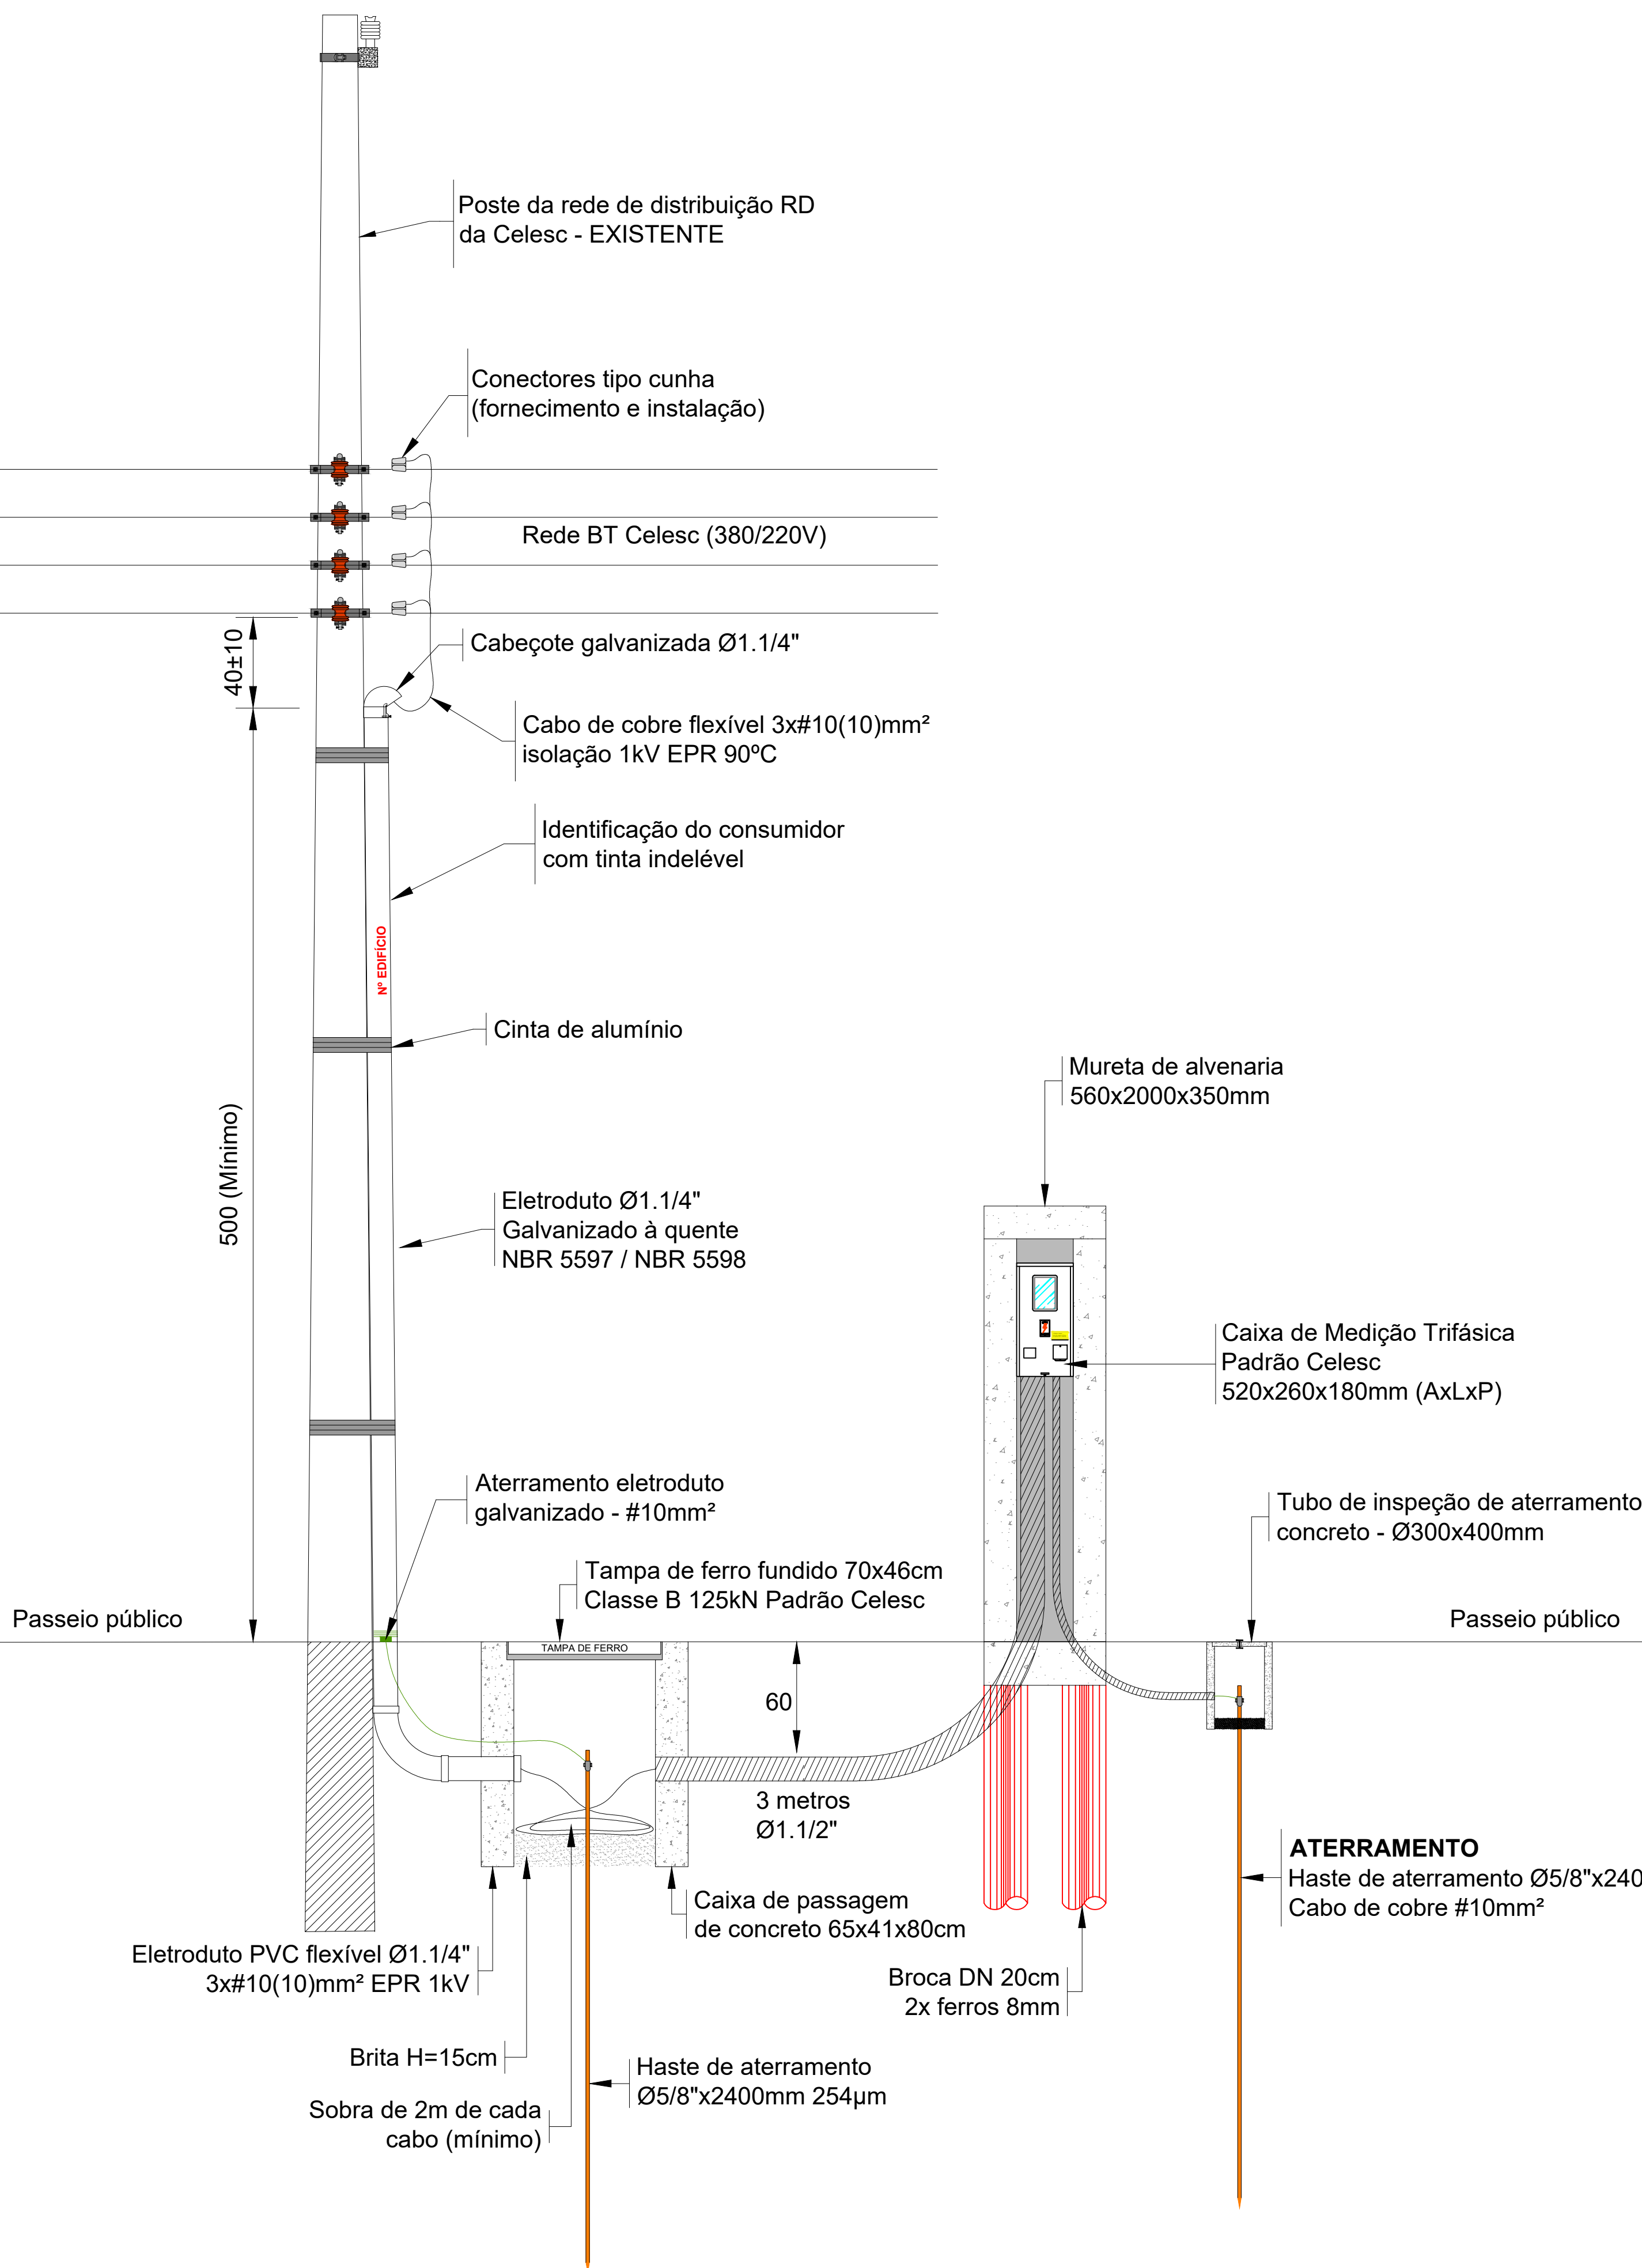 Poste da rede de distribuição RD
da Celesc - EXISTENTE
Conectores tipo cunha
(fornecimento e instalação)
Rede BT Celesc (380/220V)
40±10
Cabeçote galvanizada Ø1.1/4"
Cabo de cobre flexível 3x#10(10)mm²
isolação 1kV EPR 90ºC
Identificação do consumidor
com tinta indelével
Nº EDIFÍCIO
Cinta de alumínio
Mureta de alvenaria
560x2000x350mm
500 (Mínimo)
Eletroduto Ø1.1/4"
Galvanizado à quente
NBR 5597 / NBR 5598
Caixa de Medição Trifásica
Padrão Celesc
520x260x180mm (AxLxP)
Aterramento eletroduto
galvanizado - #10mm²
Tubo de inspeção de aterramento
concreto - Ø300x400mm
Tampa de ferro fundido 70x46cm
Classe B 125kN Padrão Celesc
Passeio público
Passeio público
TAMPA DE FERRO
60
3 metros
Ø1.1/2"
ATERRAMENTO
Haste de aterramento Ø5/8"x240
Cabo de cobre #10mm²
Caixa de passagem
de concreto 65x41x80cm
Eletroduto PVC flexível Ø1.1/4"
3x#10(10)mm² EPR 1kV
Broca DN 20cm
2x ferros 8mm
Brita H=15cm
Haste de aterramento
Ø5/8"x2400mm 254µm
Sobra de 2m de cada
cabo (mínimo)